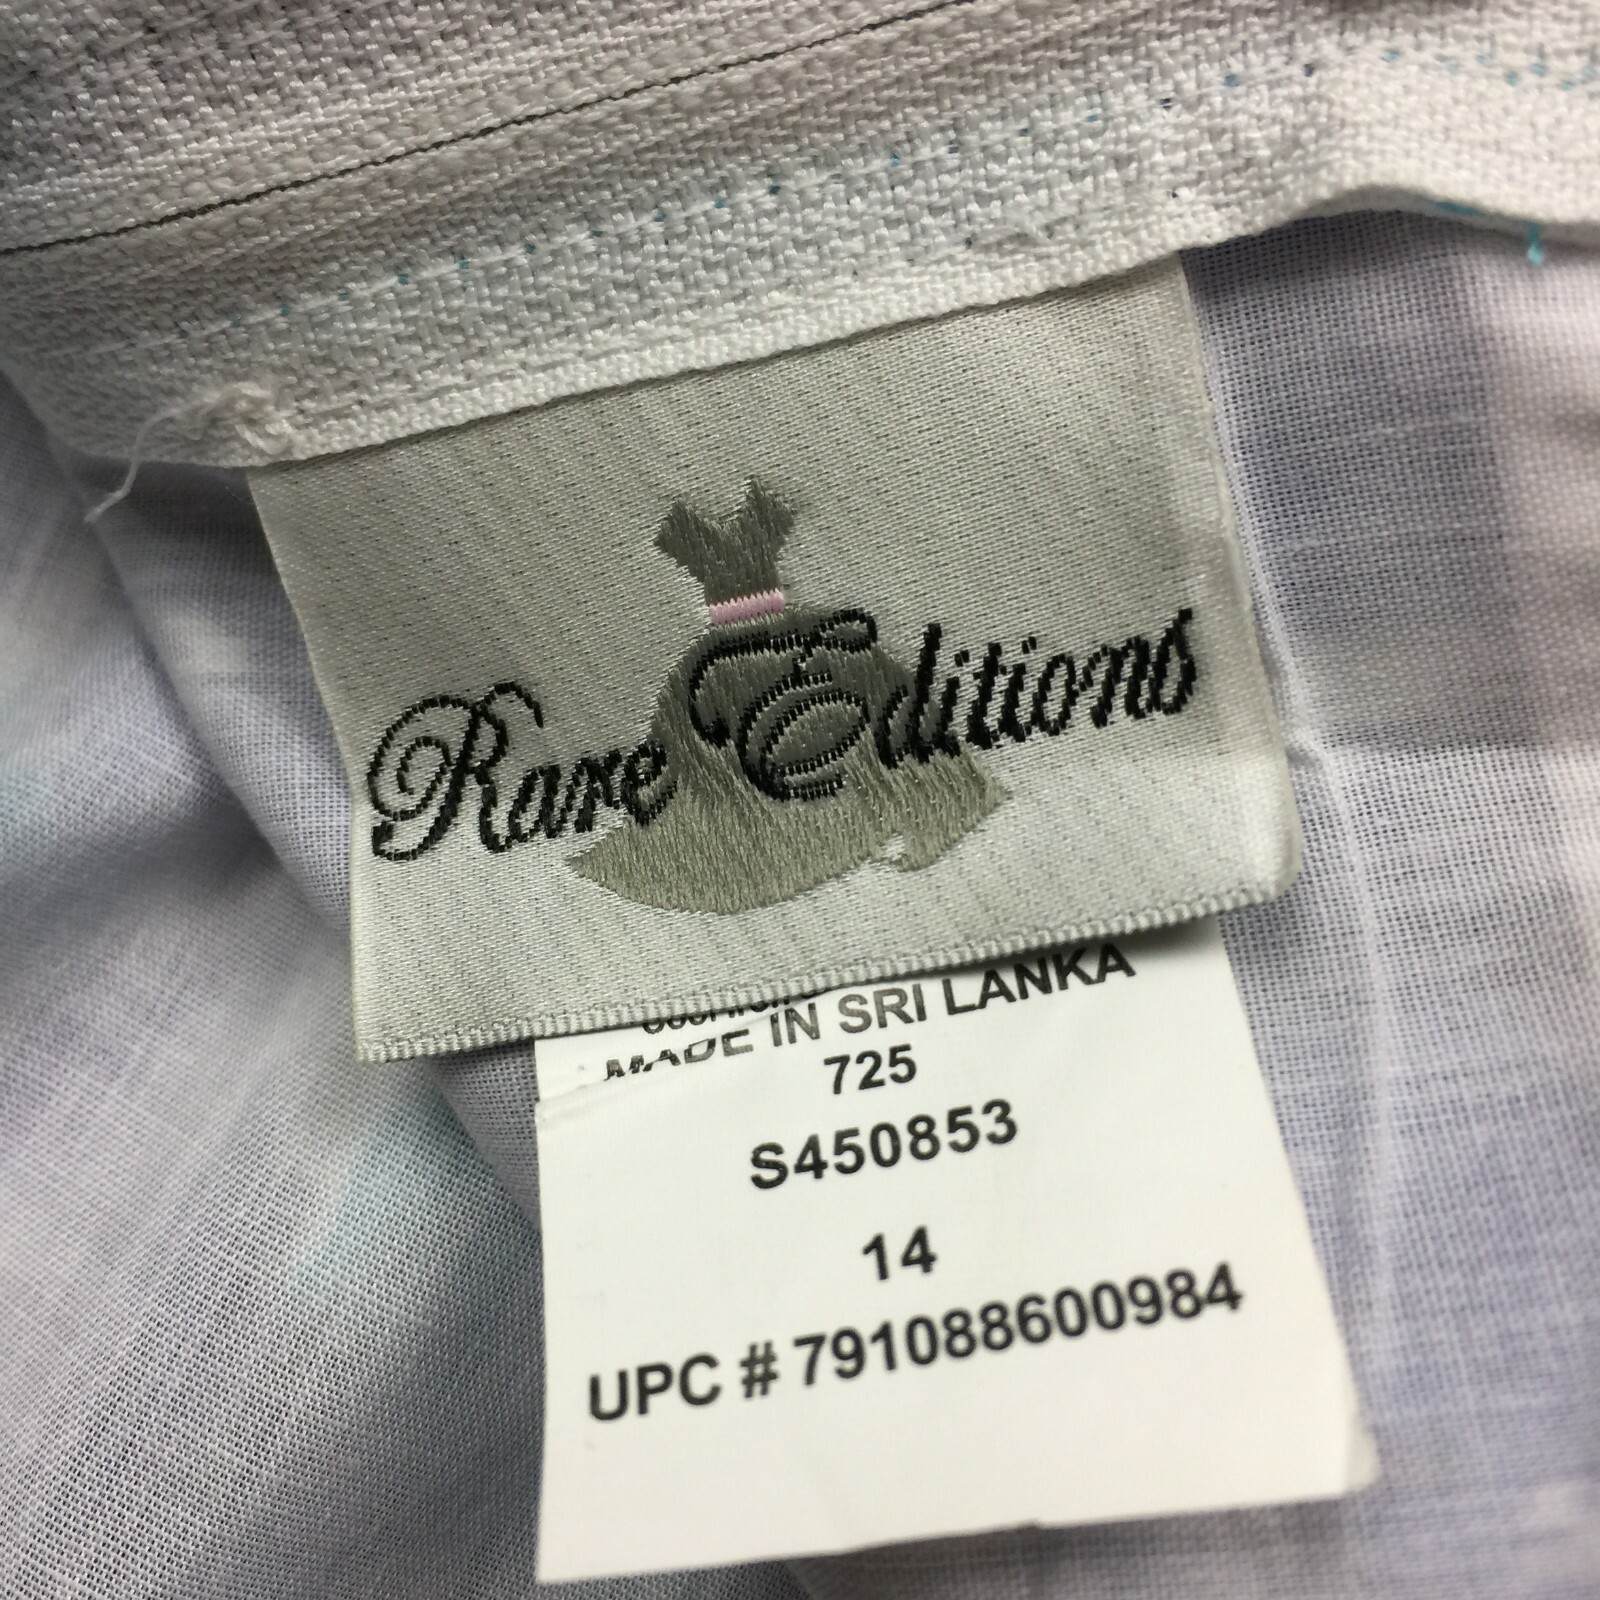 Rare Editions
MADE IN SRI LANKA
725
S450853
14
UPC # 791088600984